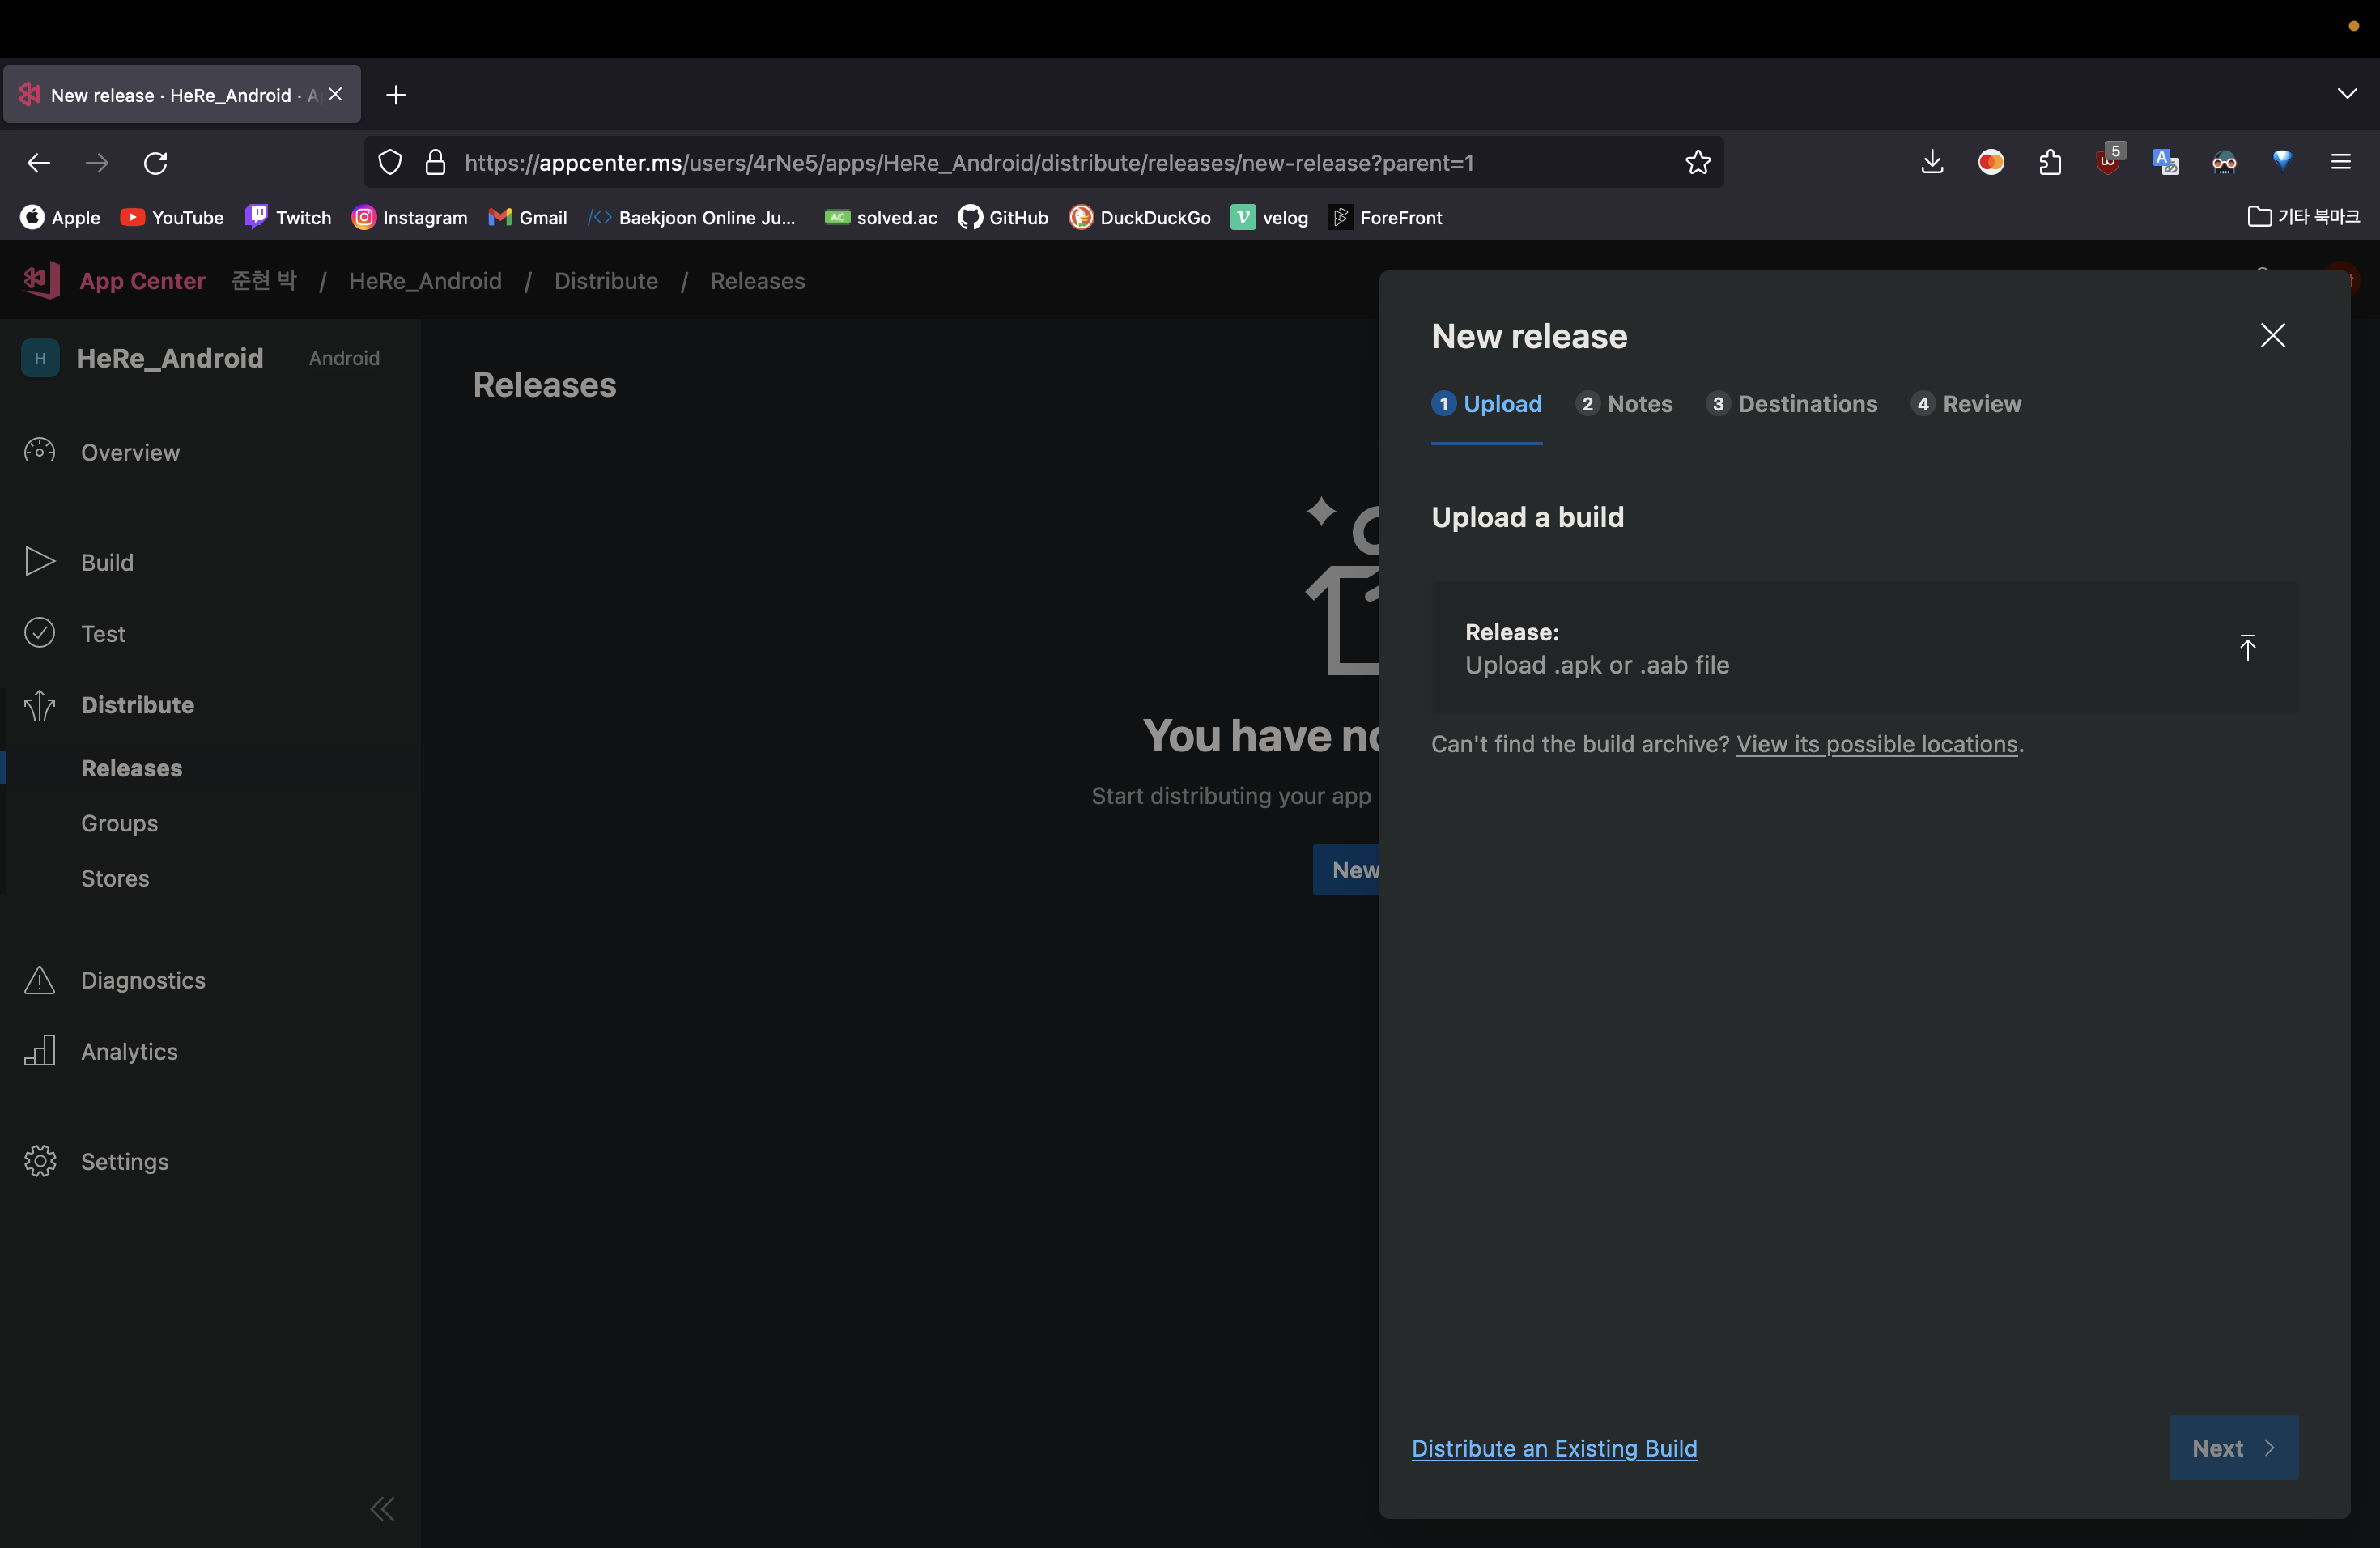 New release · HeRe_Android ·
https://appcenter.ms/users/4rNe5/apps/HeRe_Android/distribute/releases/new-release?parent=1
5
Apple YouTube Twitch Instagram Gmail Baekjoon Online Ju... solved.ac GitHub DuckDuckGo velog ForeFront 기타 북마크
App Center 준현 박 / HeRe_Android / Distribute / Releases
H HeRe_Android Android
Overview
Build
Test
Distribute
Releases
Groups
Stores
Diagnostics
Analytics
Settings
Releases
You have no
Start distributing your app
New
New release
1 Upload 2 Notes 3 Destinations 4 Review
Upload a build
Release:
Upload .apk or .aab file
Can't find the build archive? View its possible locations.
Distribute an Existing Build
Next